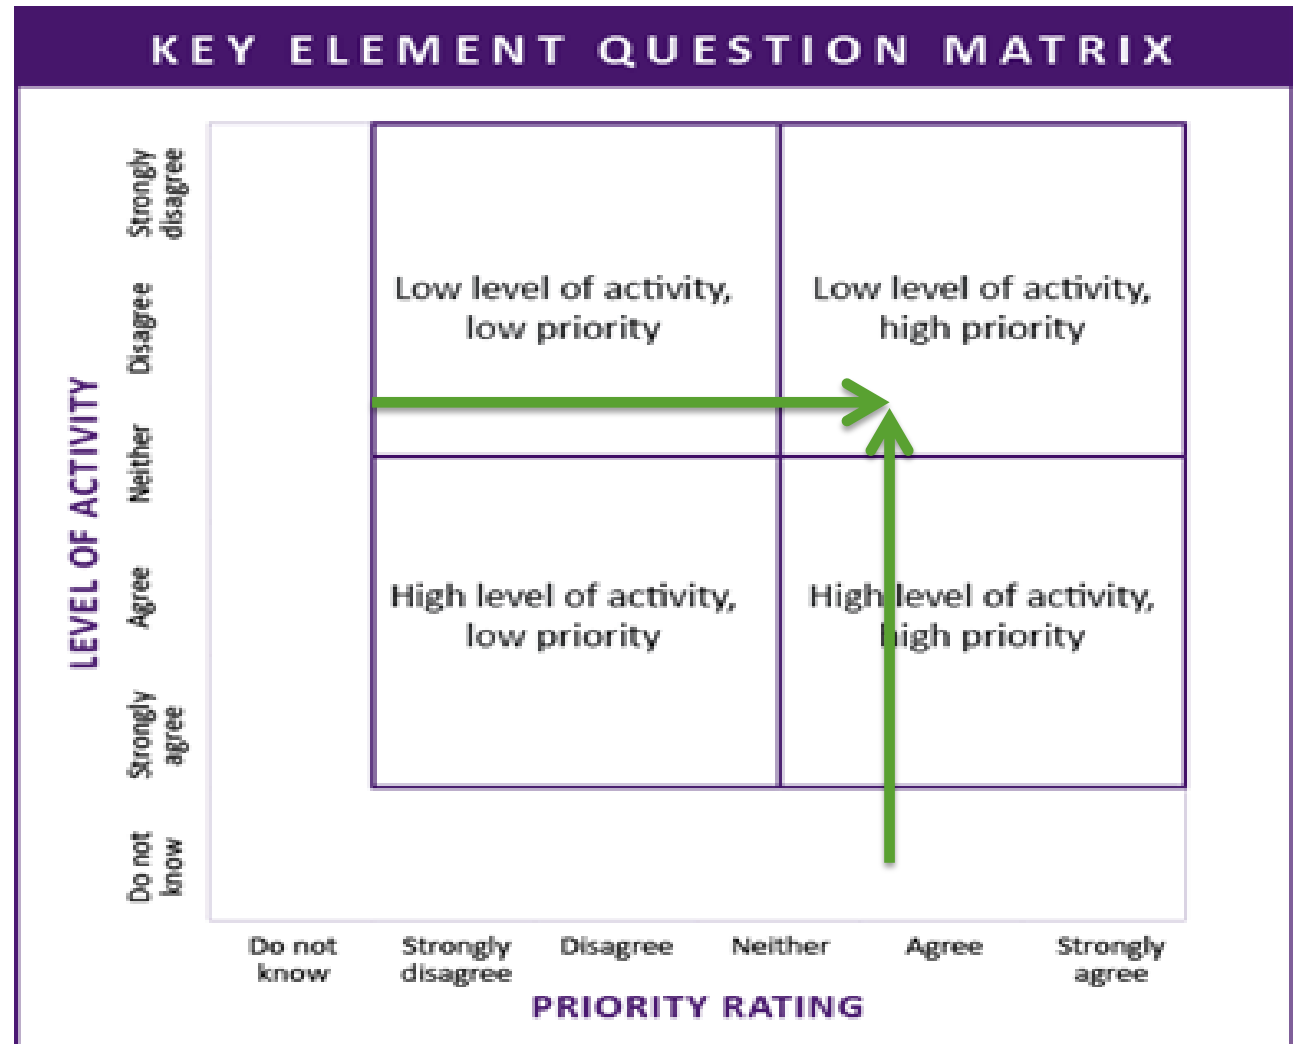 KEY ELEMENT QUESTION MATRIX
LEVEL OF ACTIVITY
Strongly
disagree
Disagree
Neither
Agree
Strongly
agree
Do not
know
Low level of activity,
low priority
Low level of activity,
high priority
High level of activity,
low priority
High level of activity,
high priority
Do not
know
Strongly
disagree
Disagree
Neither
Agree
Strongly
agree
PRIORITY RATING